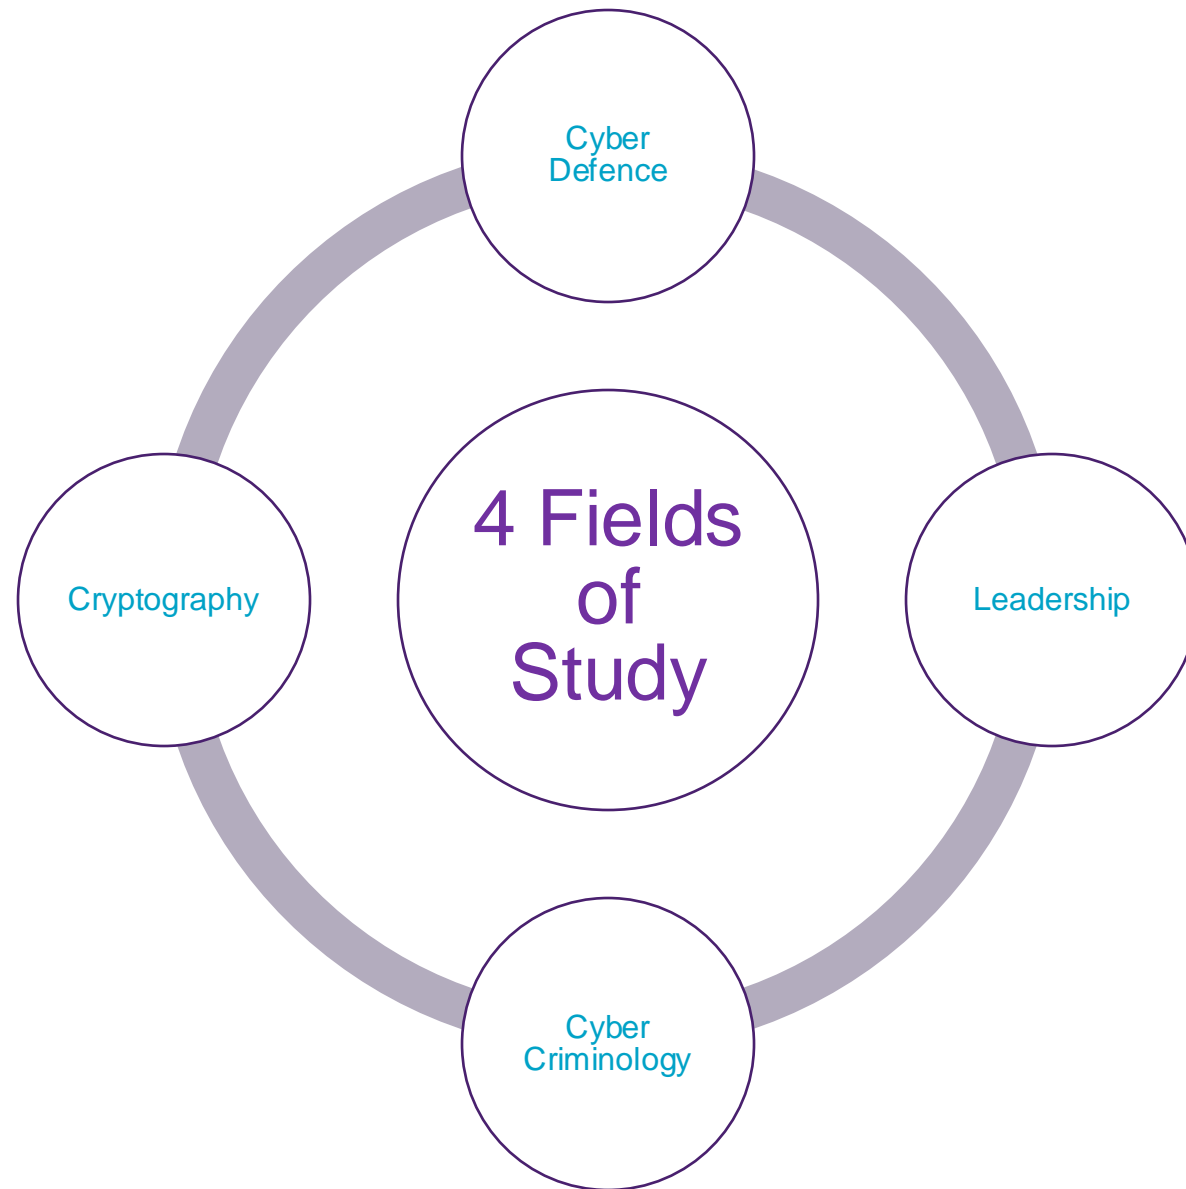 Cyber
Defence
Cryptography
4 Fields
of
Study
Leadership
Cyber
Criminology